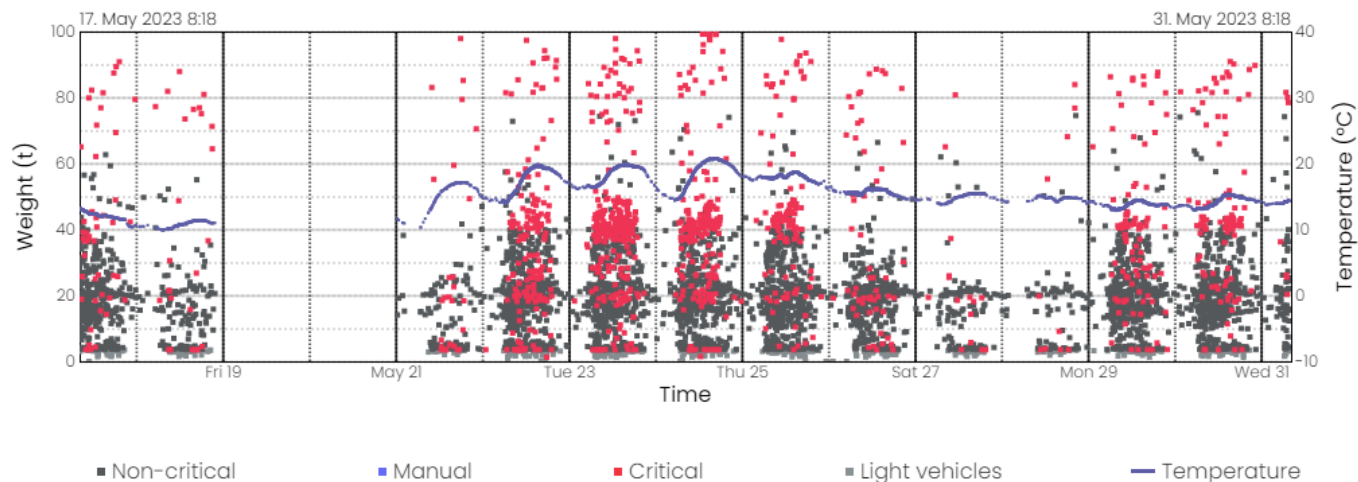 17. May 2023 8:18
31. May 2023 8:18
100
80
60
40
20
0
Weight (t)
40
30
20
10
0
-10
Temperature (°C)
Fri 19
May 21
Tue 23
Thu 25
Sat 27
Mon 29
Wed 31
Time
Non-critical
Manual
Critical
Light vehicles
Temperature